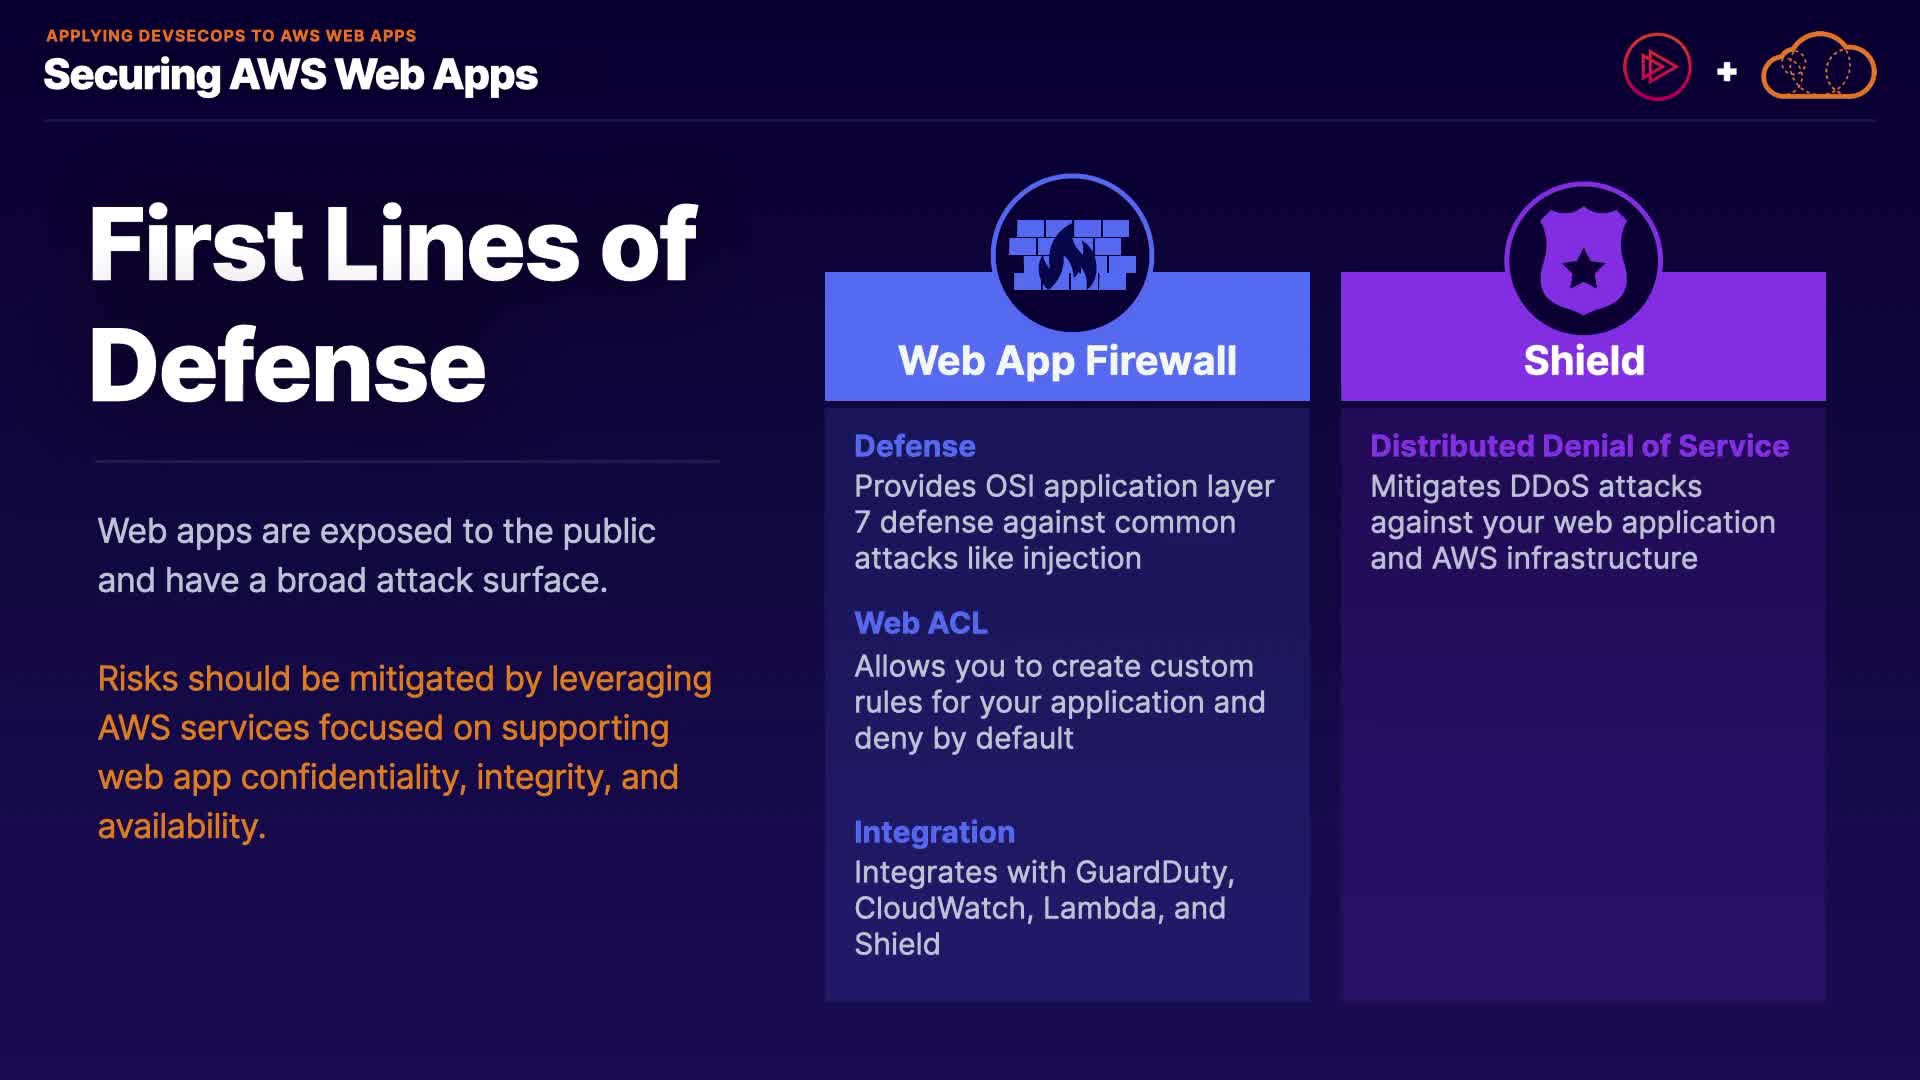 APPLYING DEVSECOPS TO AWS WEB APPS
Securing AWS Web Apps
First Lines of
Defense
Web apps are exposed to the public
and have a broad attack surface.
Risks should be mitigated by leveraging
AWS services focused on supporting
web app confidentiality, integrity, and
availability.
Web App Firewall
Defense
Provides OSI application layer
7 defense against common
attacks like injection
Web ACL
Allows you to create custom
rules for your application and
deny by default
Integration
Integrates with GuardDuty,
CloudWatch, Lambda, and
Shield
Shield
Distributed Denial of Service
Mitigates DDoS attacks
against your web application
and AWS infrastructure